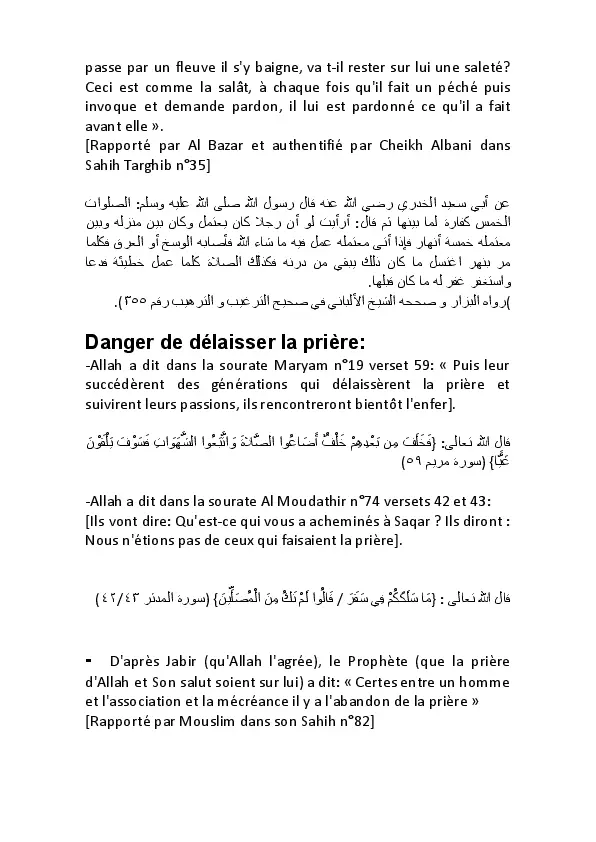 passe par un fleuve il s'y baigne, va t-il rester sur lui une saleté?
Ceci est comme la salât, à chaque fois qu'il fait un péché puis
invoque et demande pardon, il lui est pardonné ce qu'il a fait
avant elle ».
[Rapporté par Al Bazar et authentifié par Cheikh Albani dans
Sahih Targhib n°35]
عن أبي سعيد الخدري رضي الله عنه قال رسول الله صلى الله عليه وسلم: الصلوات
الخمس كفارة لما بينها ثم قال: أرأيت لو أن رجلا كان يعتمل وكان بين منزله وبين
معتمله خمسة أنهار فإذا أتى معتمله عمل فيه ما شاء الله فأصابه الوسخ أو العرق فكلما
مر بنهر اغتسل ما كان ذلك يبقي من درنه فكذلك الصلاة كلما عمل خطيئة فدعا
واستغفر غفر له ما كان قبلها.
(رواه البزار و صححه الشيخ الألباني في صحيح الترغيب و الترهيب رقم ٣٥٥).
Danger de délaisser la prière:
-Allah a dit dans la sourate Maryam n°19 verset 59: « Puis leur
succédèrent des générations qui délaissèrent la prière et
suivirent leurs passions, ils rencontreront bientôt l'enfer].
قال الله تعالى: {فَخَلَفَ مِن بَعْدِهِمْ خَلْفٌ أَضَاعُوا الصَّلَاةَ وَاتَّبَعُوا الشَّهَوَاتِ فَسَوْفَ يَلْقَوْنَ
غَيًّا} (سورة مريم ٥٩)
-Allah a dit dans la sourate Al Moudathir n°74 versets 42 et 43:
[Ils vont dire: Qu'est-ce qui vous a acheminés à Saqar ? Ils diront :
Nous n'étions pas de ceux qui faisaient la prière].
قال الله تعالى : {مَا سَلَكَكُمْ فِي سَقَرَ / قَالُوا لَمْ نَكُ مِنَ الْمُصَلِّينَ} (سورة المدثر ٤٢/٤٣)
- D'après Jabir (qu'Allah l'agrée), le Prophète (que la prière
d'Allah et Son salut soient sur lui) a dit: « Certes entre un homme
et l'association et la mécréance il y a l'abandon de la prière »
[Rapporté par Mouslim dans son Sahih n°82]